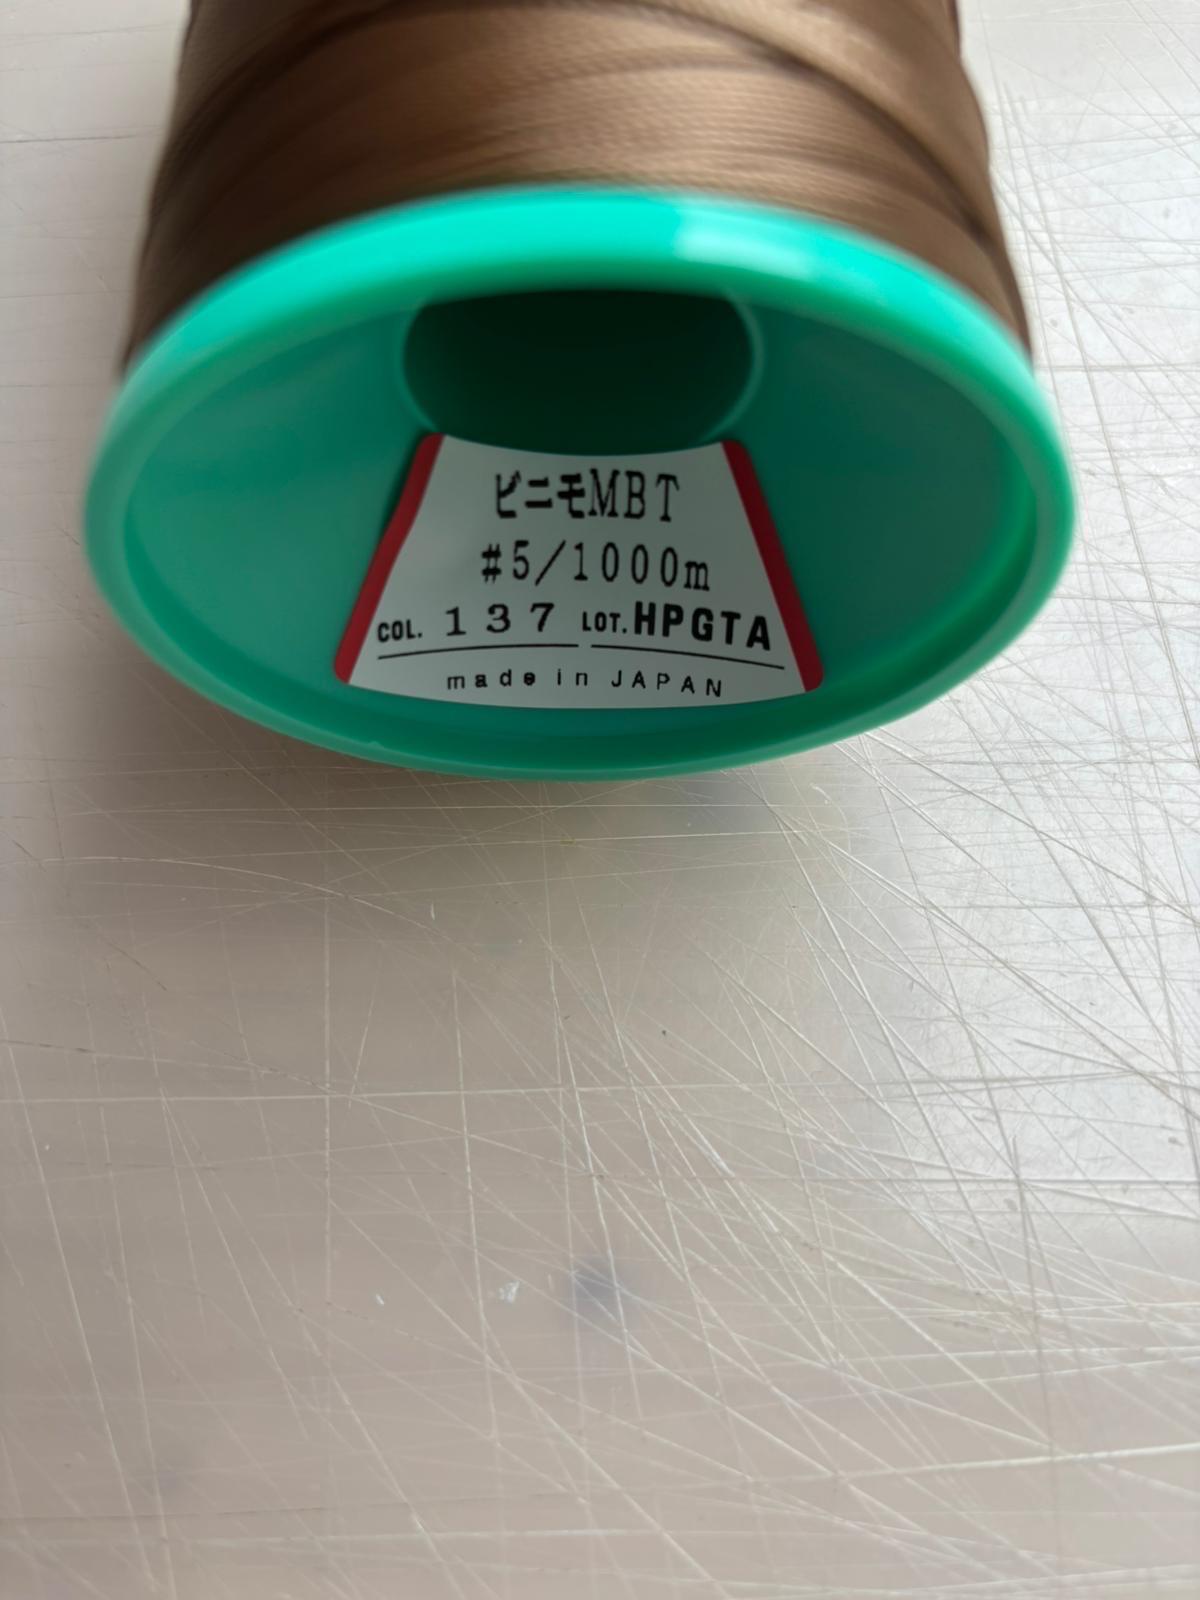 ビニモMBT
#5/1000m
COL. 137 LOT. HPGTA
made in JAPAN